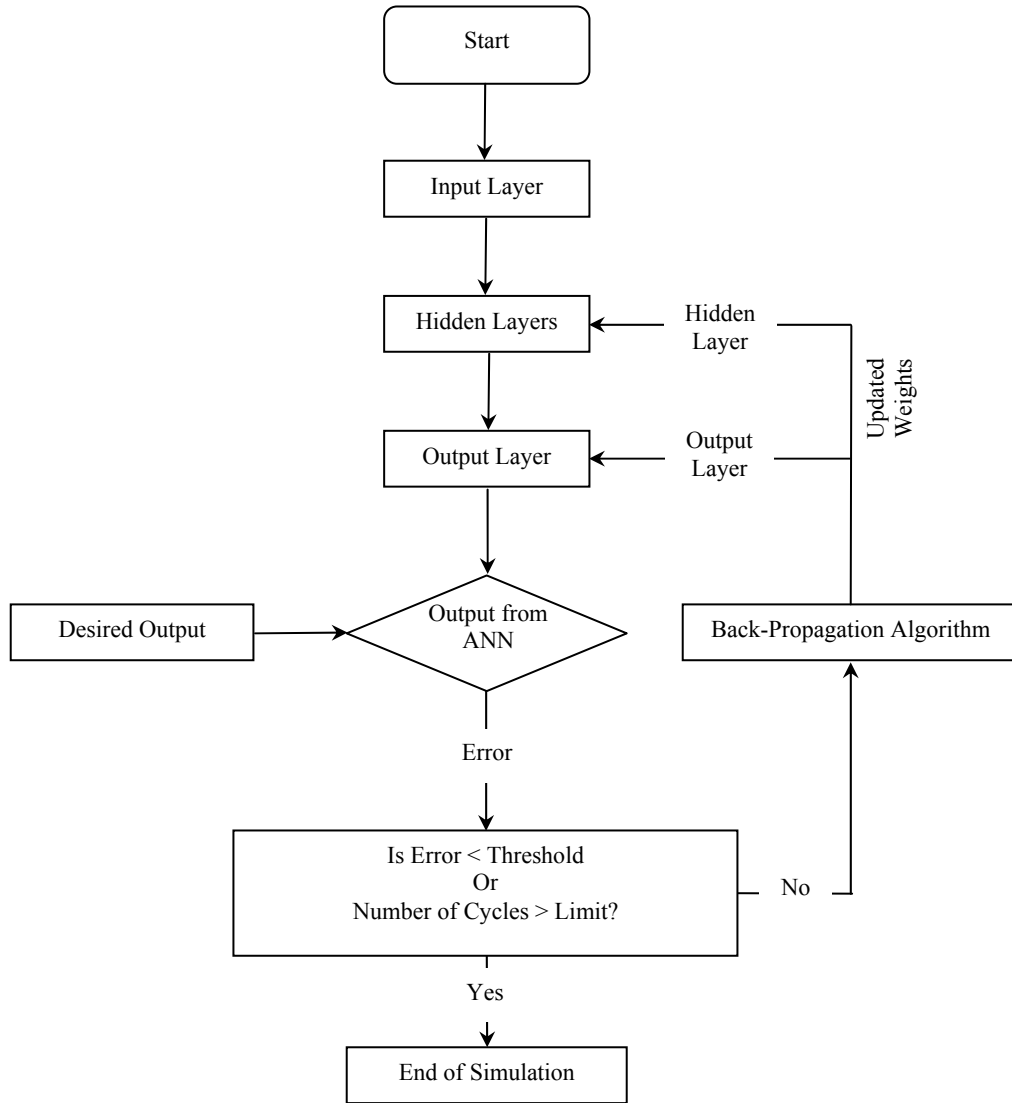 Start
Input Layer
Hidden Layers
Hidden
Layer
Updated
Weights
Output Layer
Output
Layer
Desired Output
Output from
ANN
Back-Propagation Algorithm
Error
Is Error < Threshold
Or
Number of Cycles > Limit?
No
Yes
End of Simulation